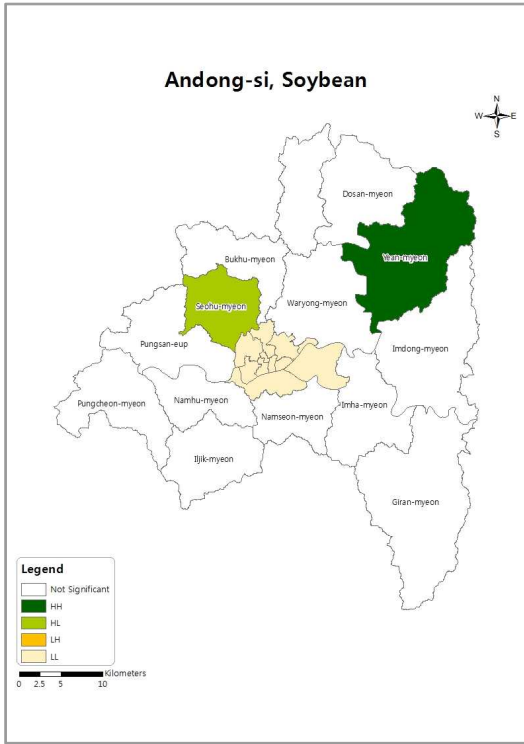 Andong-si, Soybean
N
W E
S
Dosan-myeon
Yean-myeon
Bukhu-myeon
Seohu-myeon
Waryong-myeon
Pungsan-eup
Imdong-myeon
Pungcheon-myeon
Namhu-myeon
Imha-myeon
Namseon-myeon
Iljik-myeon
Giran-myeon
Legend
Not Significant
HH
HL
LH
LL
Kilometers
0 2.5 5 10